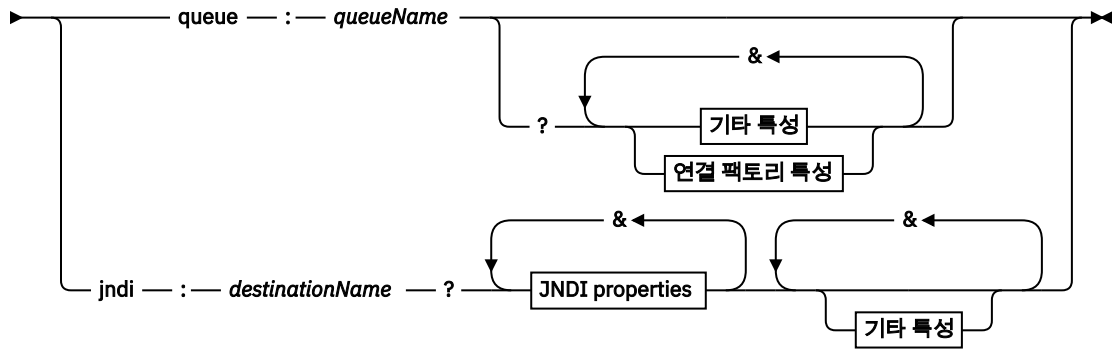 queue : queueName
&
? 기타 특성
연결 팩토리 특성
& &
jndi : destinationName ? JNDI properties
기타 특성